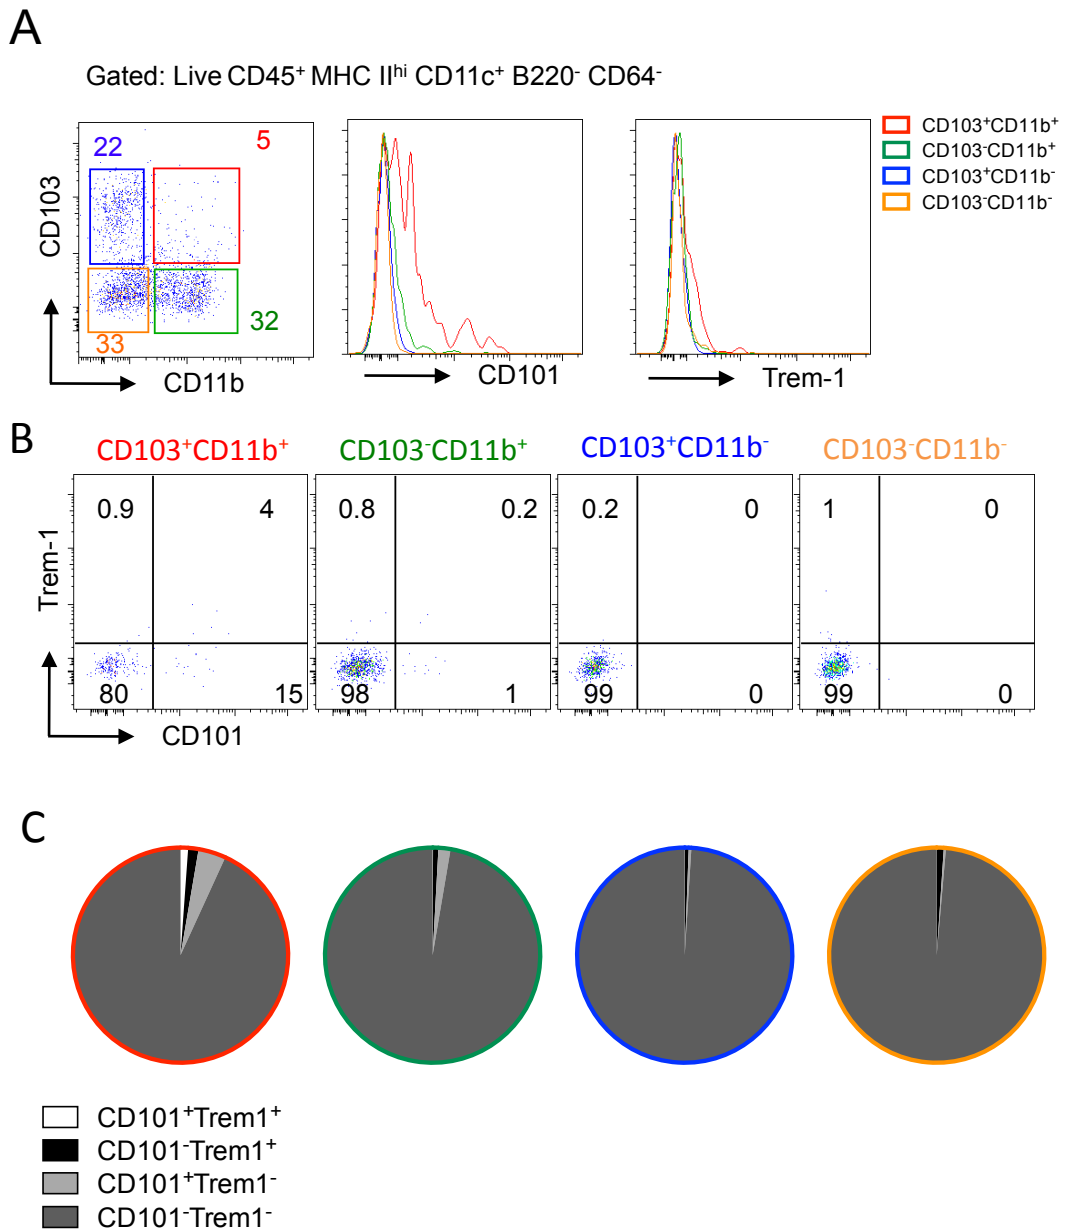 A
Gated: Live CD45⁺ MHC IIʰⁱ CD11c⁺ B220⁻ CD64⁻
22
5
33
32
CD103
CD11b
CD101
Trem-1
CD103⁺CD11b⁺
CD103⁻CD11b⁺
CD103⁺CD11b⁻
CD103⁻CD11b⁻
B
CD103⁺CD11b⁺
CD103⁻CD11b⁺
CD103⁺CD11b⁻
CD103⁻CD11b⁻
0.9
4
0.8
0.2
0.2
0
1
0
80
15
98
1
99
0
99
0
Trem-1
CD101
C
CD101⁺Trem1⁺
CD101⁻Trem1⁺
CD101⁺Trem1⁻
CD101⁻Trem1⁻